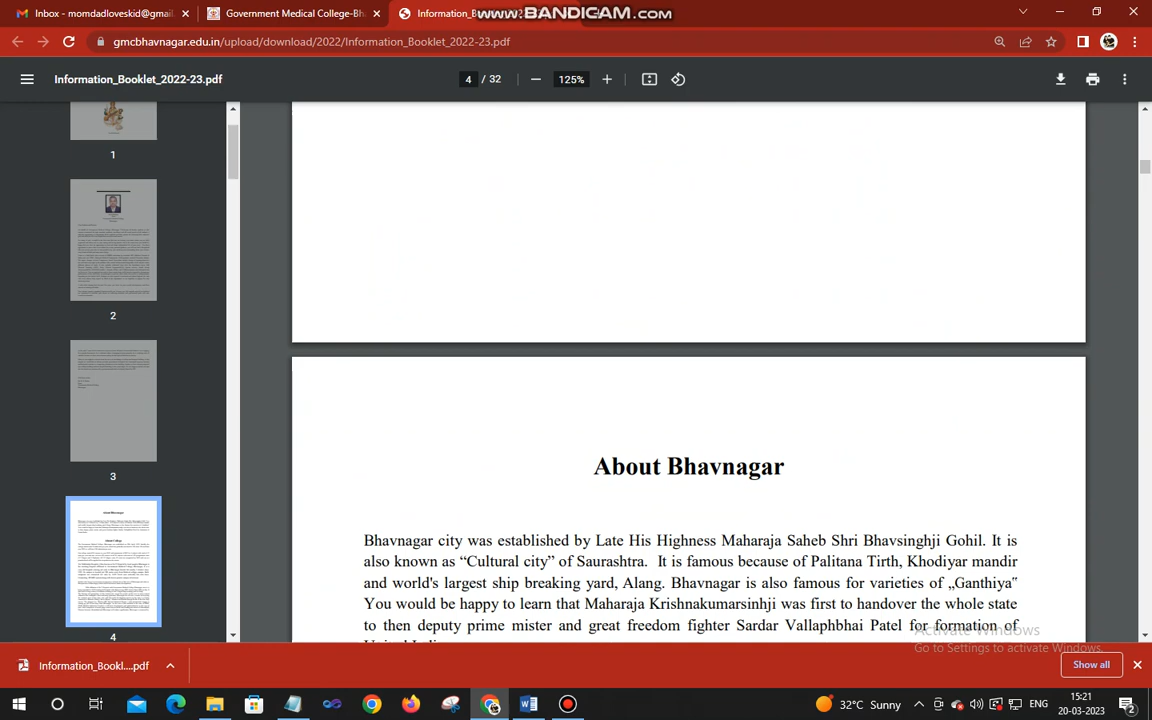 Inbox - momdadloveskid@gmail
Government Medical College-Bh
Information_B
www.BANDICAM.com
gmcbhavnagar.edu.in/upload/download/2022/Information_Booklet_2022-23.pdf
Information_Booklet_2022-23.pdf
4 / 32
125%
1
2
3
4
About Bhavnagar
Bhavnagar city was established by Late His Highness Maharaja Saheb Shri Bhavsinghji Gohil. It is
also known as “Cultural city” of Saurashtra. It is famous because of Palitana Tirth, Khodiyar mandir
and world's largest ship breaking yard, Alang. Bhavnagar is also famous for varieties of „Ganthiya‟
You would be happy to learn that Maharaja Krishnakumarsinhji was first to handover the whole state
to then deputy prime mister and great freedom fighter Sardar Vallaphbhai Patel for formation of
Activate Windows
Go to Settings to activate Windows.
Information_Bookl....pdf
Show all
32°C Sunny
ENG
15:21
20-03-2023
2